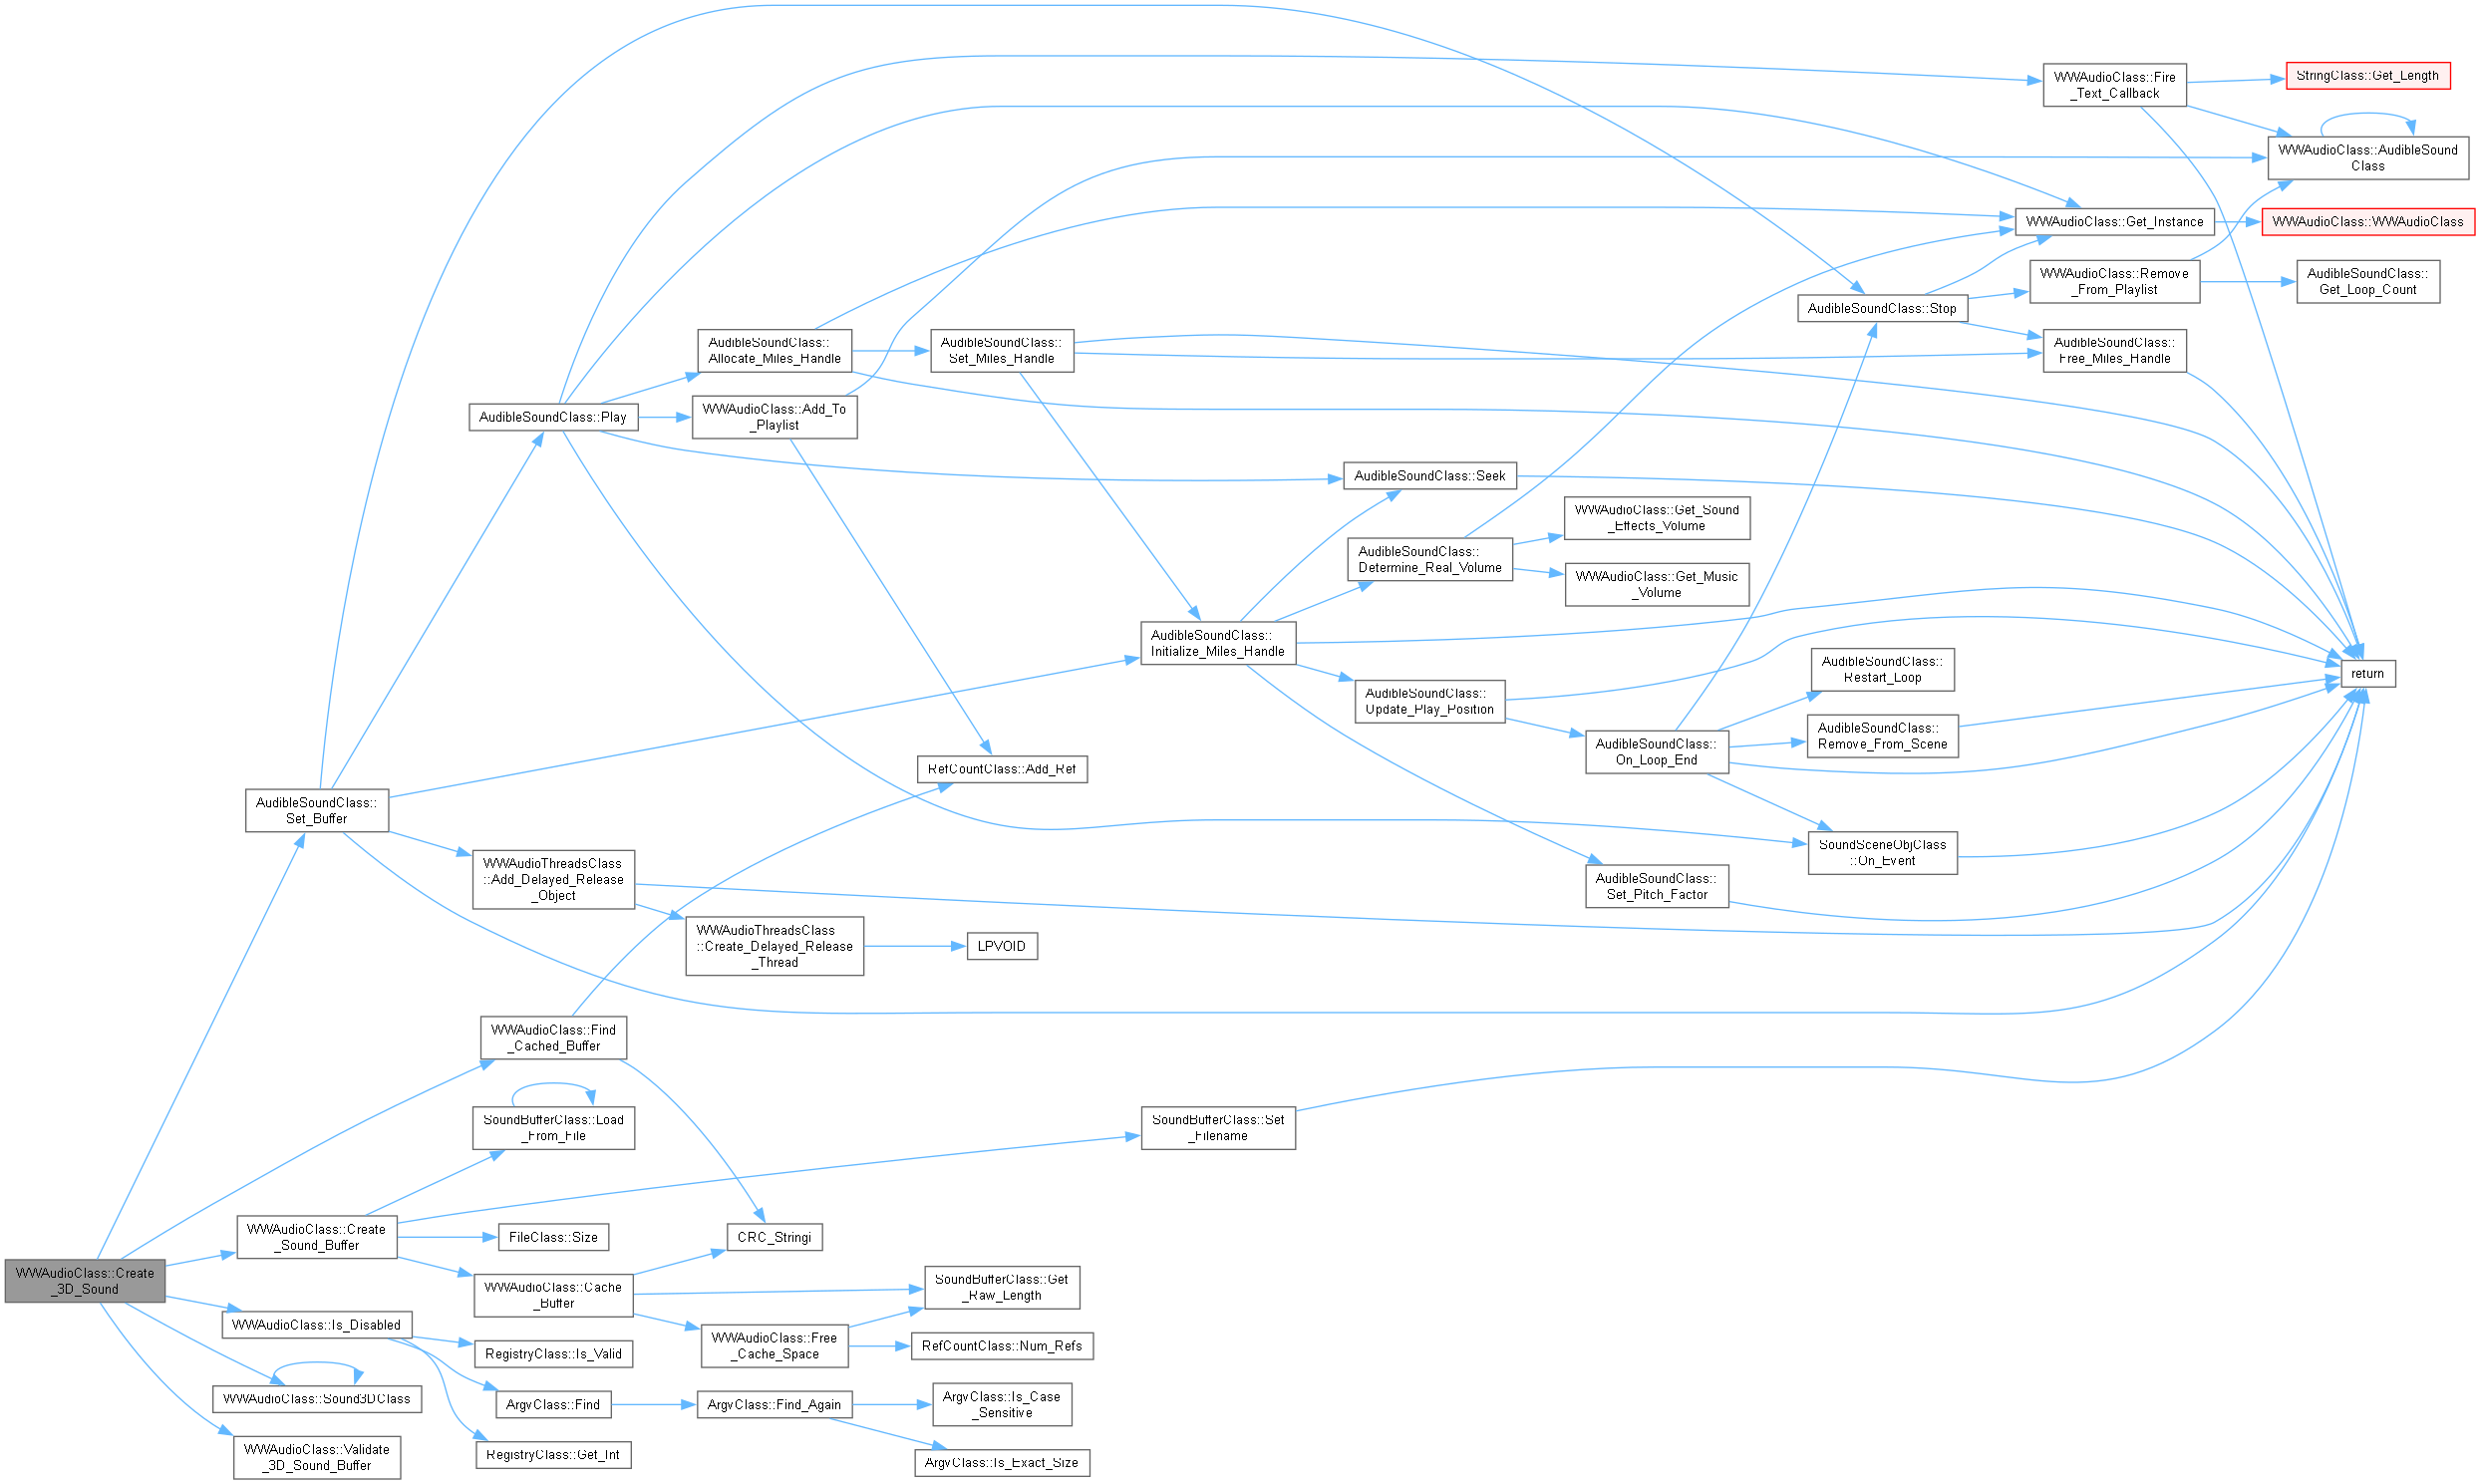 WWAudioClass::Create
_3D_Sound
AudibleSoundClass::
Set_Buffer
WWAudioClass::Create
_Sound_Buffer
WWAudioClass::Is_Disabled
WWAudioClass::Sound3DClass
WWAudioClass::Validate
_3D_Sound_Buffer
AudibleSoundClass::Play
WWAudioThreadsClass
::Add_Delayed_Release
_Object
WWAudioClass::Find
_Cached_Buffer
SoundBufferClass::Load
_From_File
FileClass::Size
WWAudioClass::Cache
_Buffer
RegistryClass::Is_Valid
ArgvClass::Find
RegistryClass::Get_Int
AudibleSoundClass::
Allocate_Miles_Handle
WWAudioClass::Add_To
_Playlist
WWAudioThreadsClass
::Create_Delayed_Release
_Thread
CRC_Stringi
WWAudioClass::Free
_Cache_Space
ArgvClass::Find_Again
AudibleSoundClass::
Set_Miles_Handle
RefCountClass::Add_Ref
LPVOID
SoundBufferClass::Get
_Raw_Length
RefCountClass::Num_Refs
ArgvClass::Is_Case
_Sensitive
ArgvClass::Is_Exact_Size
AudibleSoundClass::
Initialize_Miles_Handle
SoundBufferClass::Set
_Filename
AudibleSoundClass::Seek
AudibleSoundClass::
Determine_Real_Volume
AudibleSoundClass::
Update_Play_Position
WWAudioClass::Get_Sound
_Effects_Volume
WWAudioClass::Get_Music
_Volume
AudibleSoundClass::
On_Loop_End
AudibleSoundClass::
Set_Pitch_Factor
AudibleSoundClass::Stop
AudibleSoundClass::
Restart_Loop
AudibleSoundClass::
Remove_From_Scene
SoundSceneObjClass
::On_Event
WWAudioClass::Fire
_Text_Callback
WWAudioClass::Get_Instance
WWAudioClass::Remove
_From_Playlist
AudibleSoundClass::
Free_Miles_Handle
StringClass::Get_Length
WWAudioClass::AudibleSound
Class
WWAudioClass::WWAudioClass
AudibleSoundClass::
Get_Loop_Count
return